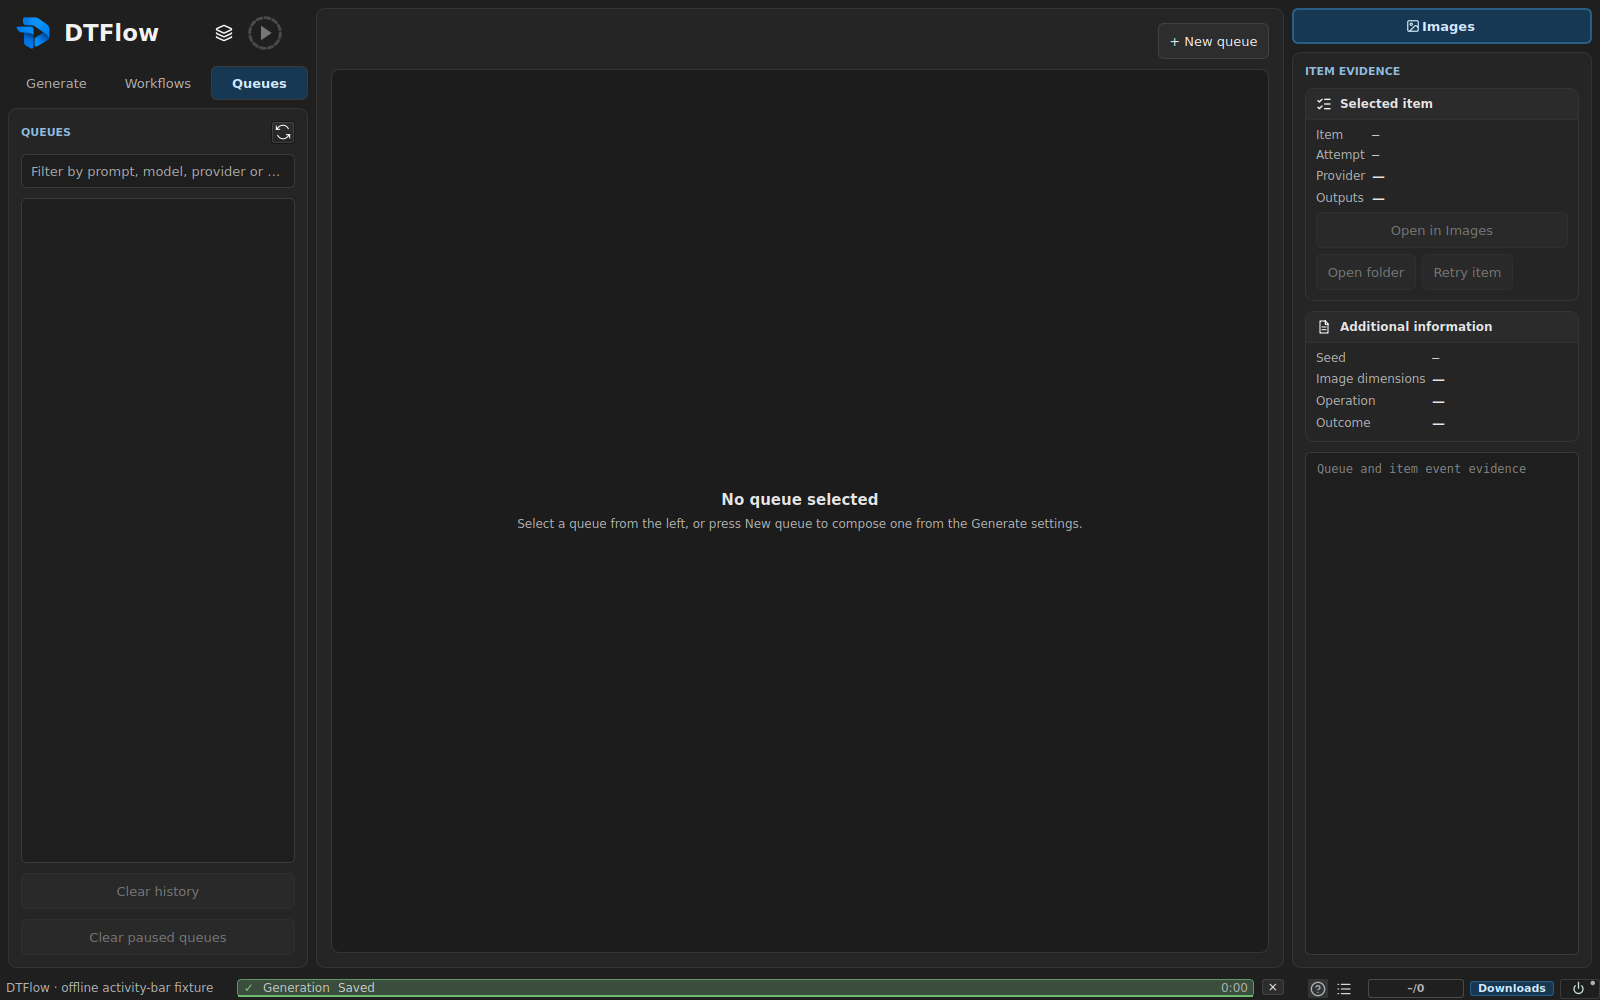 DTFlow
Generate
Workflows
Queues
QUEUES
Filter by prompt, model, provider or ...
Clear history
Clear paused queues
+ New queue
No queue selected
Select a queue from the left, or press New queue to compose one from the Generate settings.
Images
ITEM EVIDENCE
Selected item
Item –
Attempt –
Provider —
Outputs —
Open in Images
Open folder
Retry item
Additional information
Seed –
Image dimensions —
Operation —
Outcome —
Queue and item event evidence
DTFlow · offline activity-bar fixture
✓ Generation Saved
0:00
×
–/0
Downloads